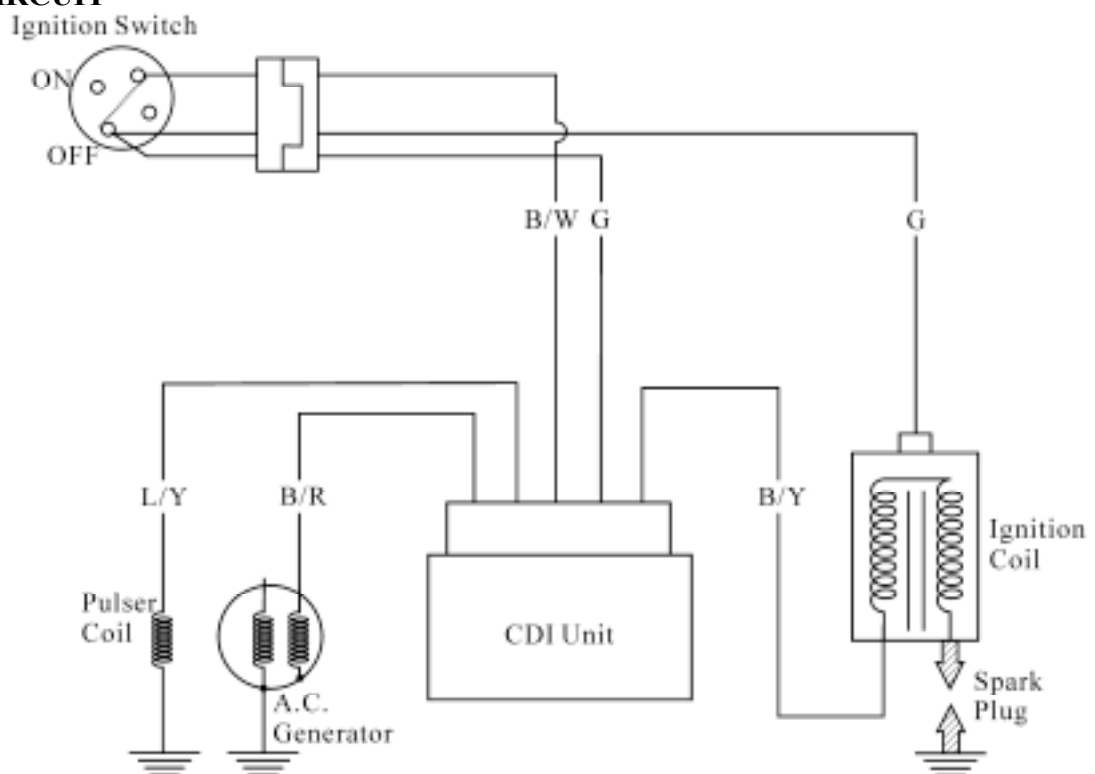 Ignition Switch
ON
OFF
B/W
G
G
L/Y
B/R
B/Y
Ignition
Coil
Pulser
Coil
CDI Unit
A.C.
Generator
Spark
Plug